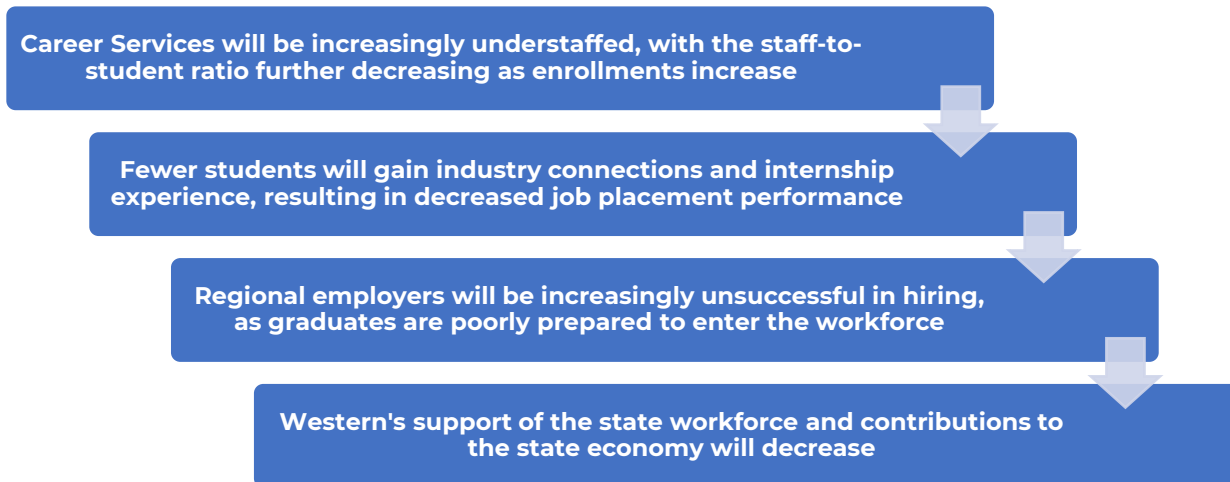 Career Services will be increasingly understaffed, with the staff-to-
student ratio further decreasing as enrollments increase
Fewer students will gain industry connections and internship
experience, resulting in decreased job placement performance
Regional employers will be increasingly unsuccessful in hiring,
as graduates are poorly prepared to enter the workforce
Western's support of the state workforce and contributions to
the state economy will decrease